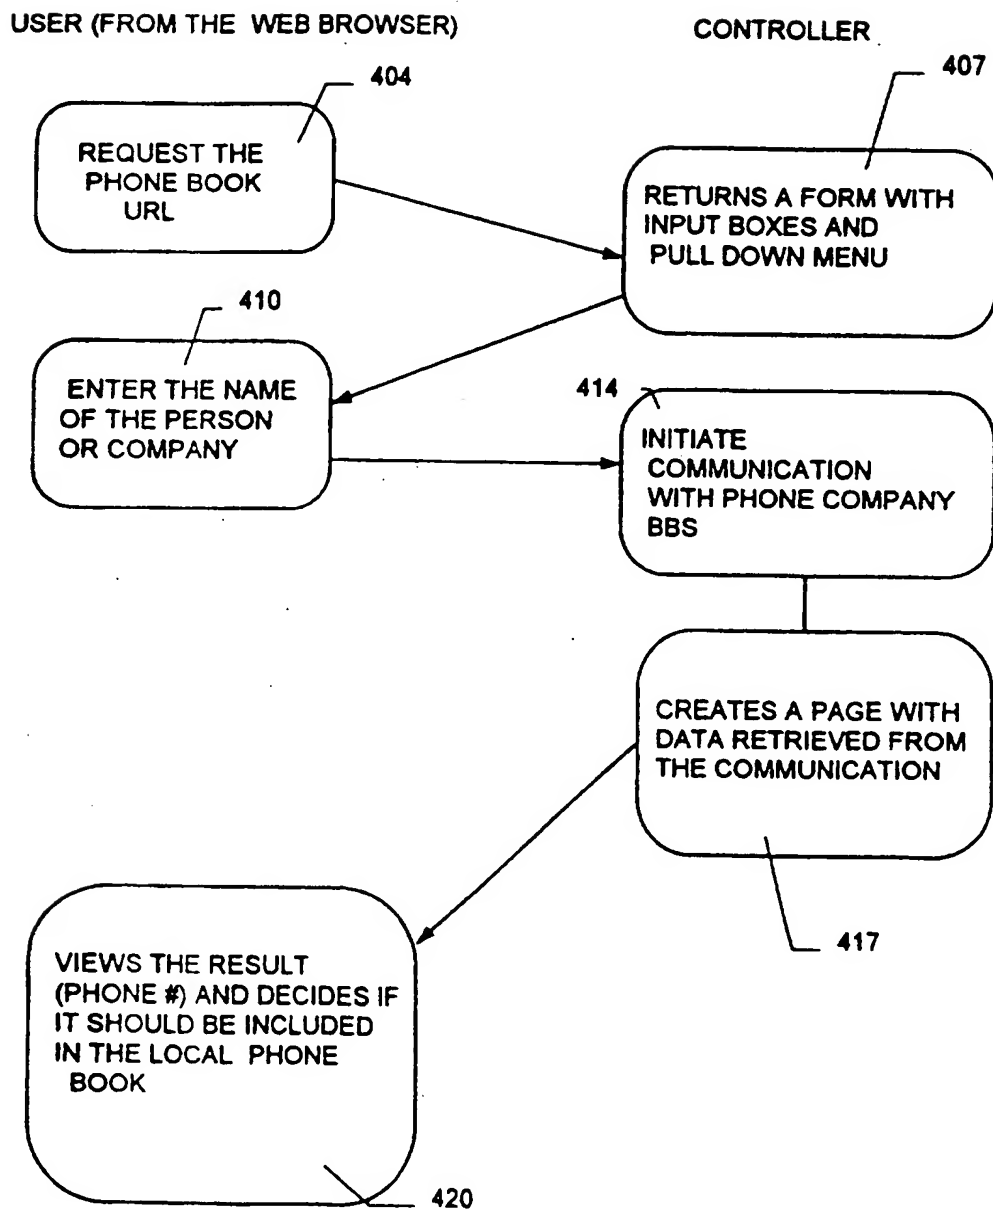 USER (FROM THE WEB BROWSER)
CONTROLLER
404
407
REQUEST THE
PHONE BOOK
URL
RETURNS A FORM WITH
INPUT BOXES AND
PULL DOWN MENU
410
ENTER THE NAME
OF THE PERSON
OR COMPANY
414
INITIATE
COMMUNICATION
WITH PHONE COMPANY
BBS
CREATES A PAGE WITH
DATA RETRIEVED FROM
THE COMMUNICATION
417
VIEWS THE RESULT
(PHONE #) AND DECIDES IF
IT SHOULD BE INCLUDED
IN THE LOCAL PHONE
BOOK
420